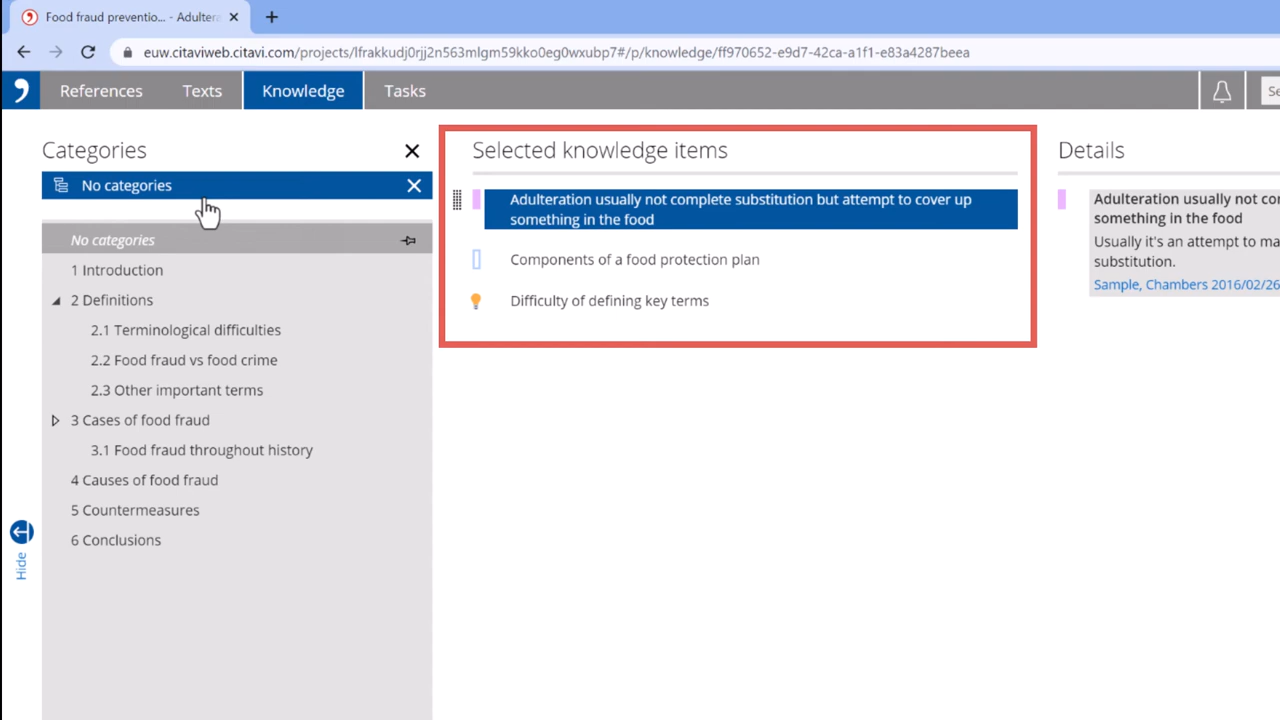 Food fraud preventio... - Adultera
euw.citaviweb.citavi.com/projects/lfrakkudj0rjj2n563mlgm59kko0eg0wxubp7#/p/knowledge/ff970652-e9d7-42ca-a1f1-e83a4287beea
References Texts Knowledge Tasks Se
Categories
No categories
No categories
1 Introduction
2 Definitions
2.1 Terminological difficulties
2.2 Food fraud vs food crime
2.3 Other important terms
3 Cases of food fraud
3.1 Food fraud throughout history
4 Causes of food fraud
5 Countermeasures
6 Conclusions
Hide
Selected knowledge items
Adulteration usually not complete substitution but attempt to cover up
something in the food
Components of a food protection plan
Difficulty of defining key terms
Details
Adulteration usually not co
something in the food
Usually it's an attempt to ma
substitution.
Sample, Chambers 2016/02/26